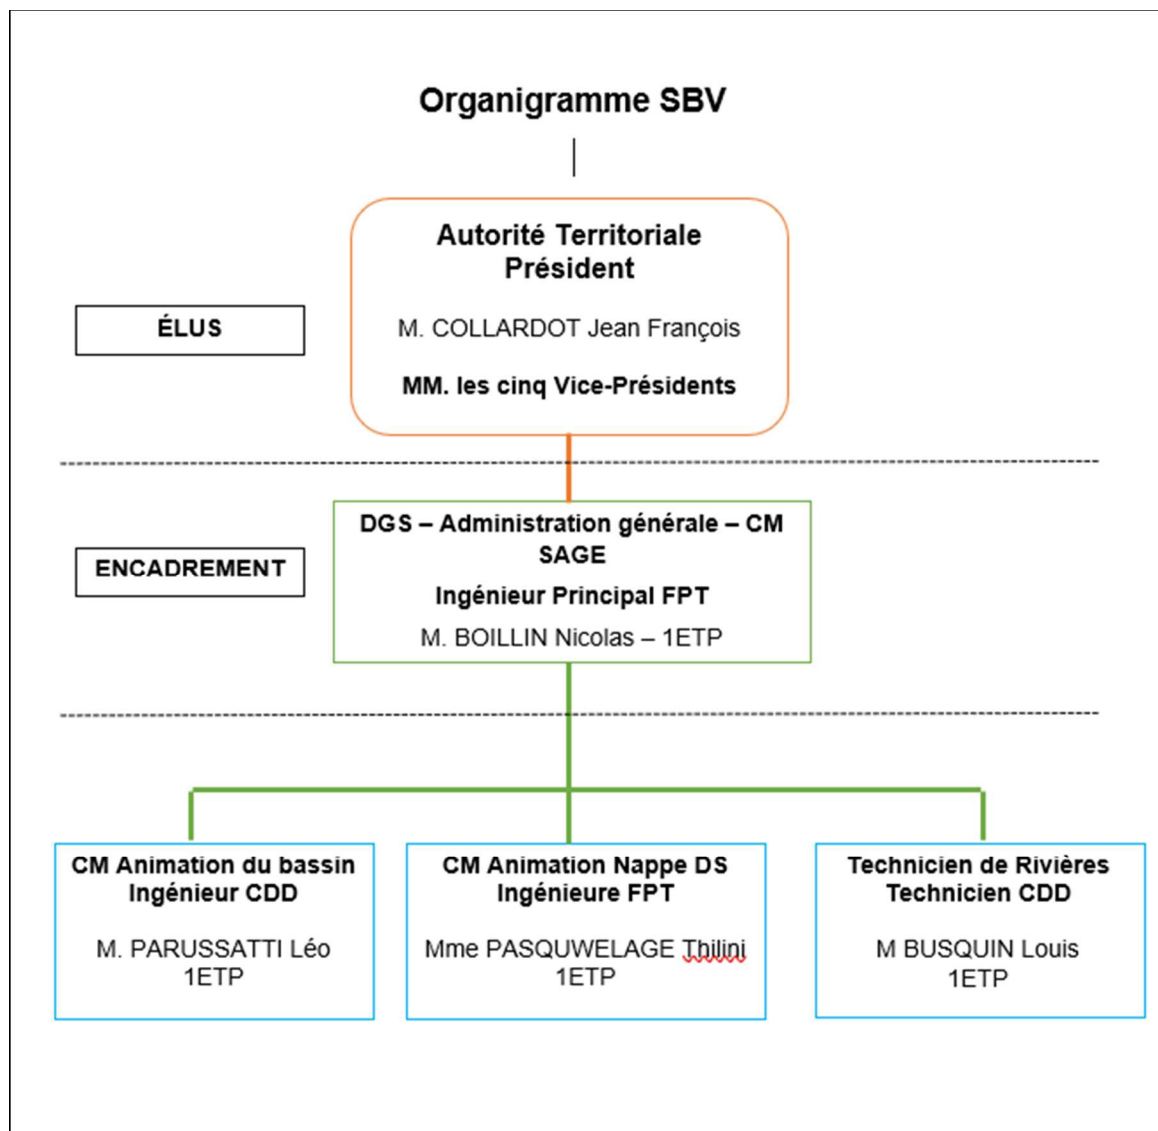 Organigramme SBV
Autorité Territoriale
Président
M. COLLARDOT Jean François
MM. les cinq Vice-Présidents
ÉLUS
DGS – Administration générale – CM
SAGE
Ingénieur Principal FPT
M. BOILLIN Nicolas – 1ETP
ENCADREMENT
CM Animation du bassin
Ingénieur CDD
M. PARUSSATTI Léo
1ETP
CM Animation Nappe DS
Ingénieure FPT
Mme PASQUWELAGE Thilini
1ETP
Technicien de Rivières
Technicien CDD
M BUSQUIN Louis
1ETP